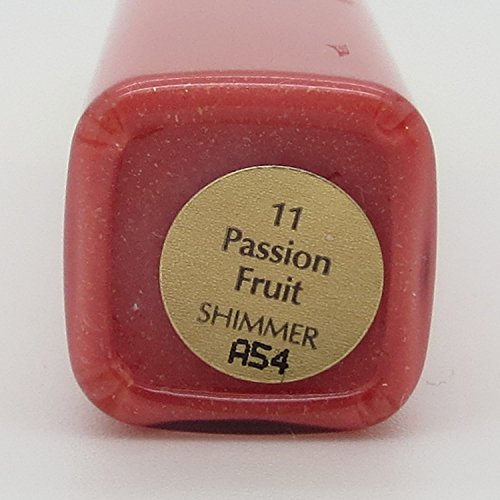 11
Passion
Fruit
SHIMMER
A54